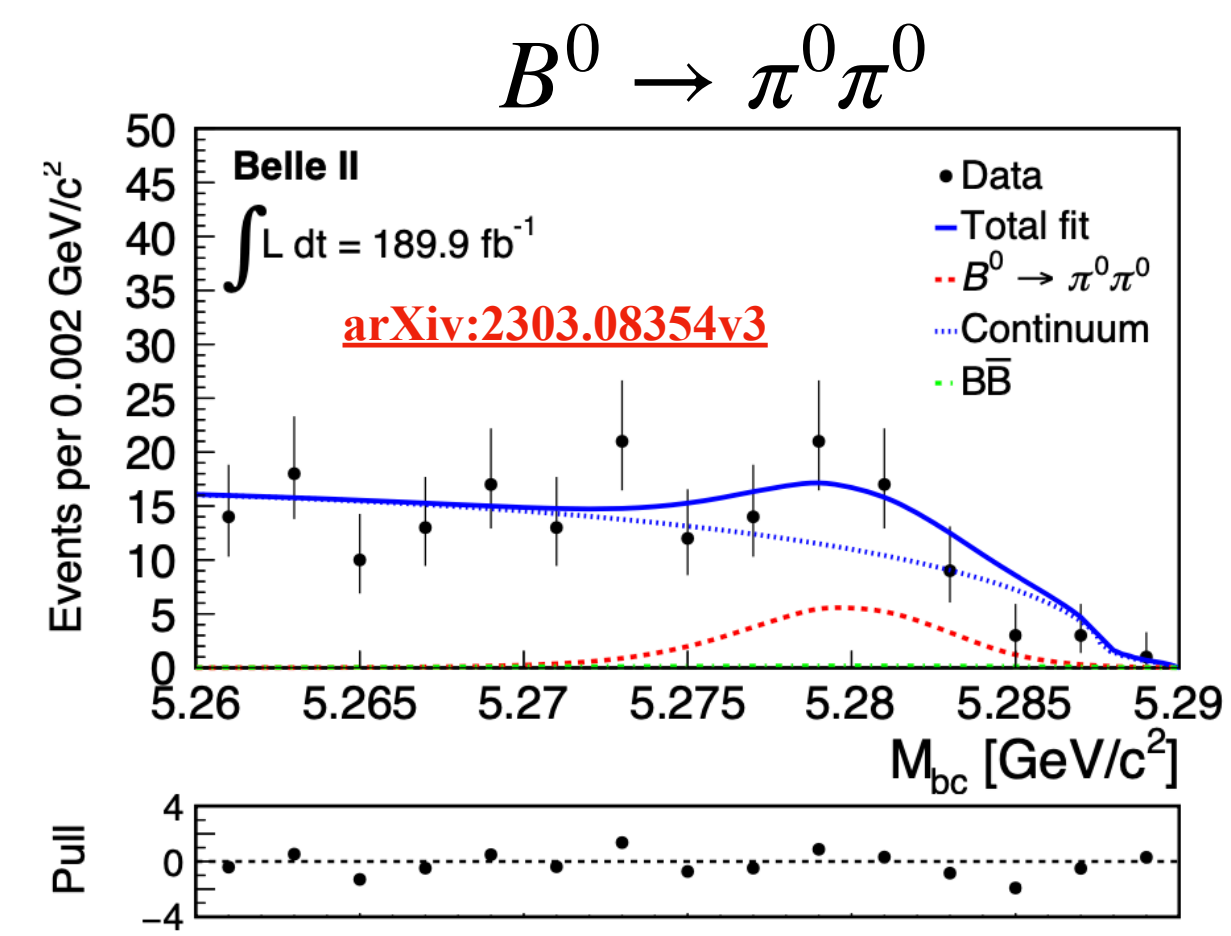 B⁰ → π⁰π⁰
50
45
40
35
30
25
20
15
10
5
0
Events per 0.002 GeV/c²
Belle II
∫L dt = 189.9 fb⁻¹
arXiv:2303.08354v3
Data
Total fit
B⁰ → π⁰π⁰
Continuum
BB̅
5.26 5.265 5.27 5.275 5.28 5.285 5.29
M_bc [GeV/c²]
Pull
4
0
−4